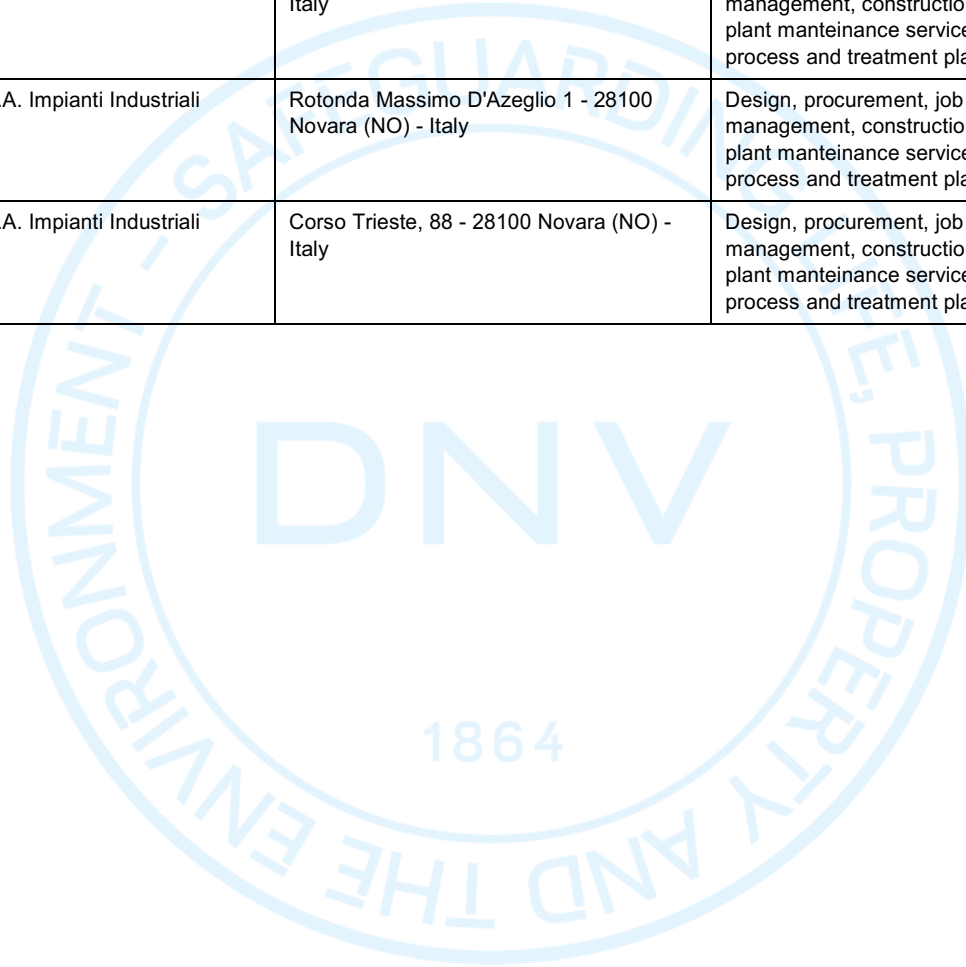 Italy
management, constructio
plant manteinance service
process and treatment pla
.A. Impianti Industriali
Rotonda Massimo D'Azeglio 1 - 28100
Novara (NO) - Italy
Design, procurement, job
management, constructio
plant manteinance service
process and treatment pla
.A. Impianti Industriali
Corso Trieste, 88 - 28100 Novara (NO) -
Italy
Design, procurement, job
management, constructio
plant manteinance service
process and treatment pla
SAFEGUARDING LIFE, PROPERTY AND THE ENVIRONMENT -
DNV
1864